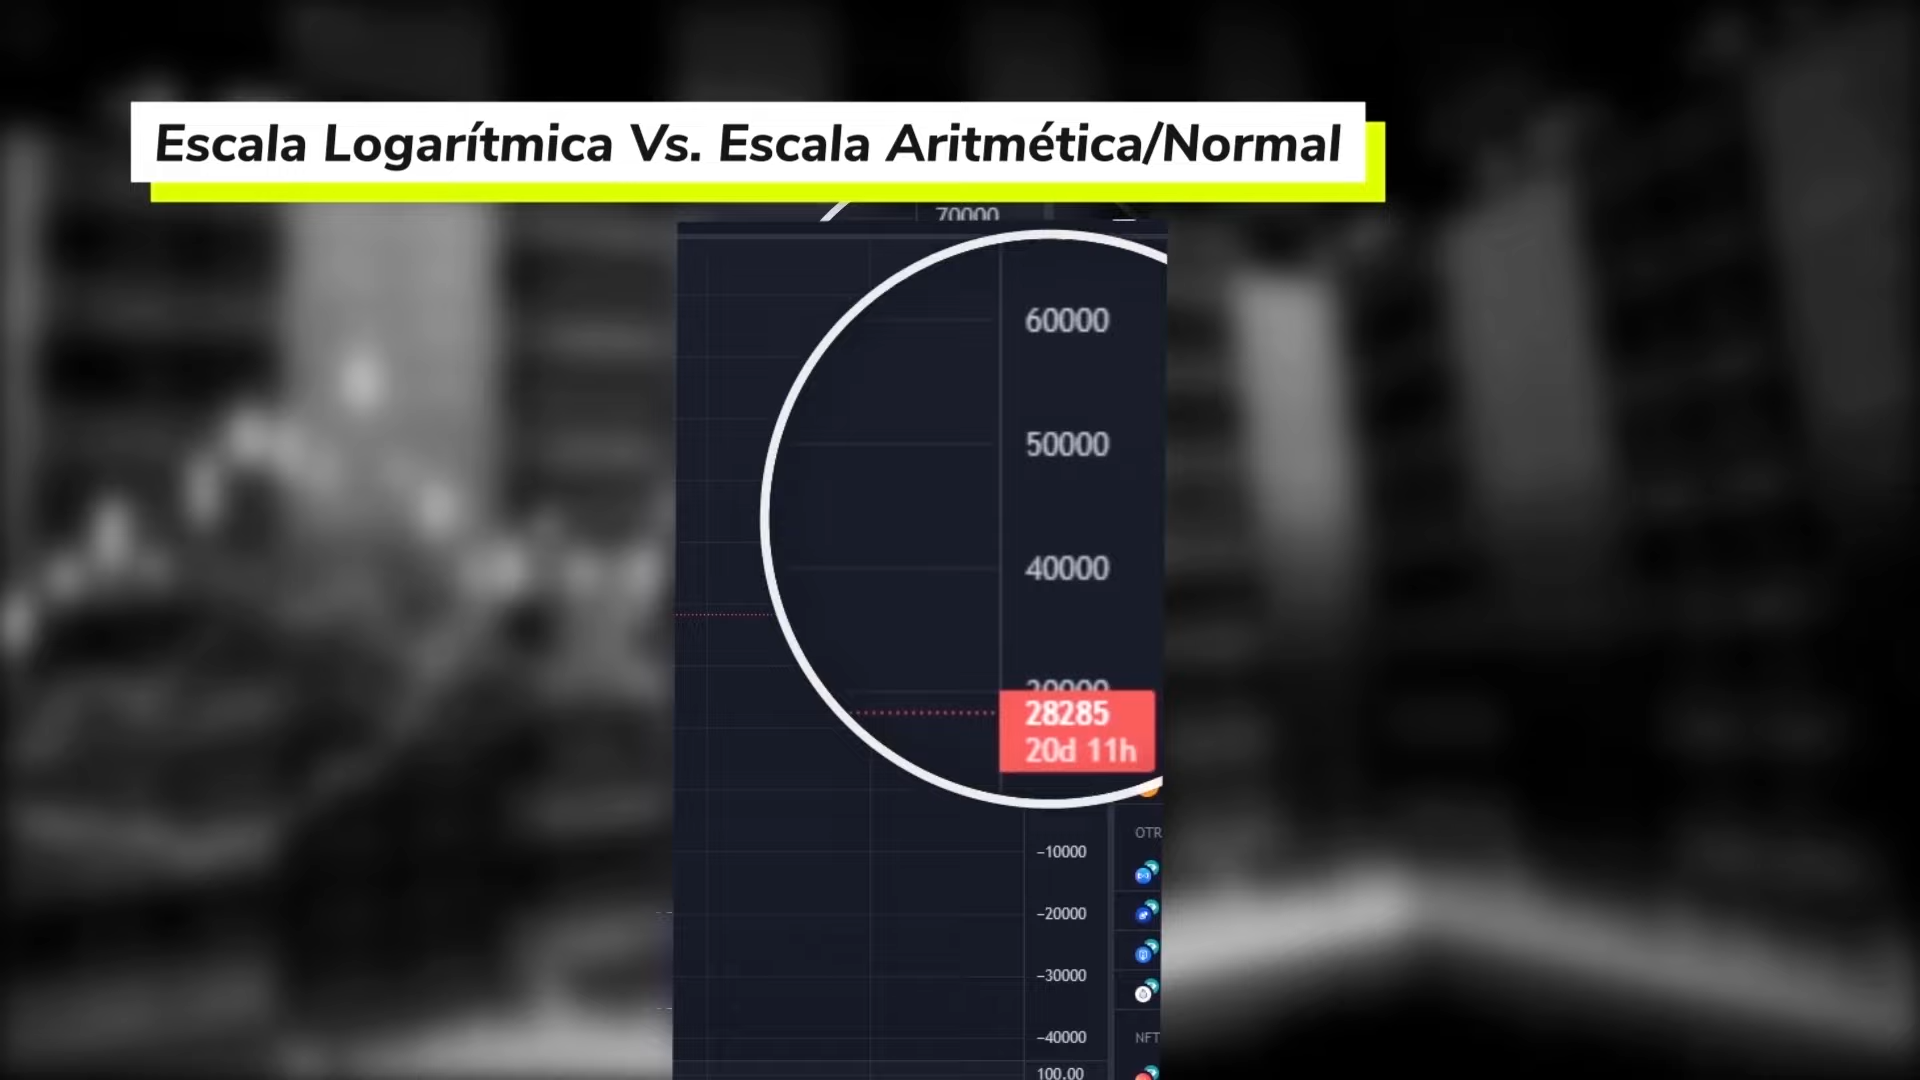 Escala Logarítmica Vs. Escala Aritmética/Normal
70000
60000
50000
40000
28285
20d 11h
−10000
OTR
−20000
−30000
−40000
NFT
100.00